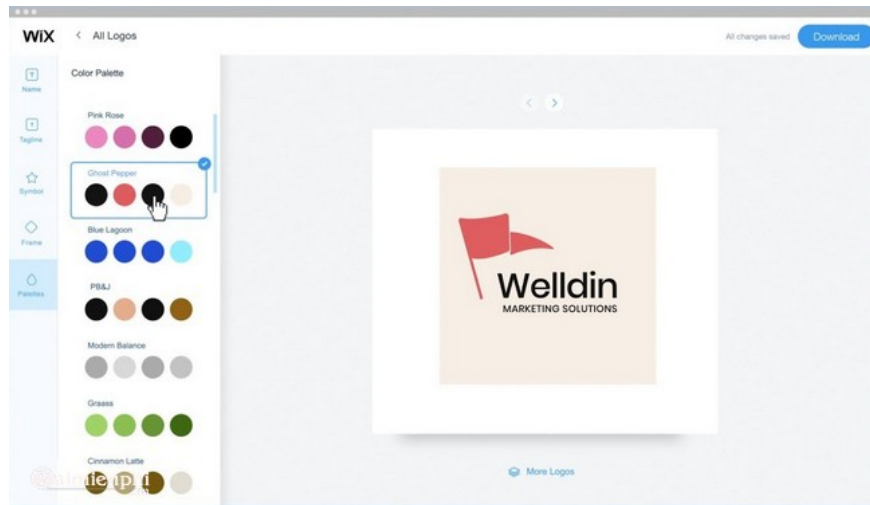 WiX
All Logos
All changes saved
Download
Name
Tagline
Symbol
Frame
Palettes
Color Palette
Pink Rose
Ghost Pepper
Blue Lagoon
PB&J
Modern Balance
Graass
Cinnamon Latte
Welldin
MARKETING SOLUTIONS
More Logos